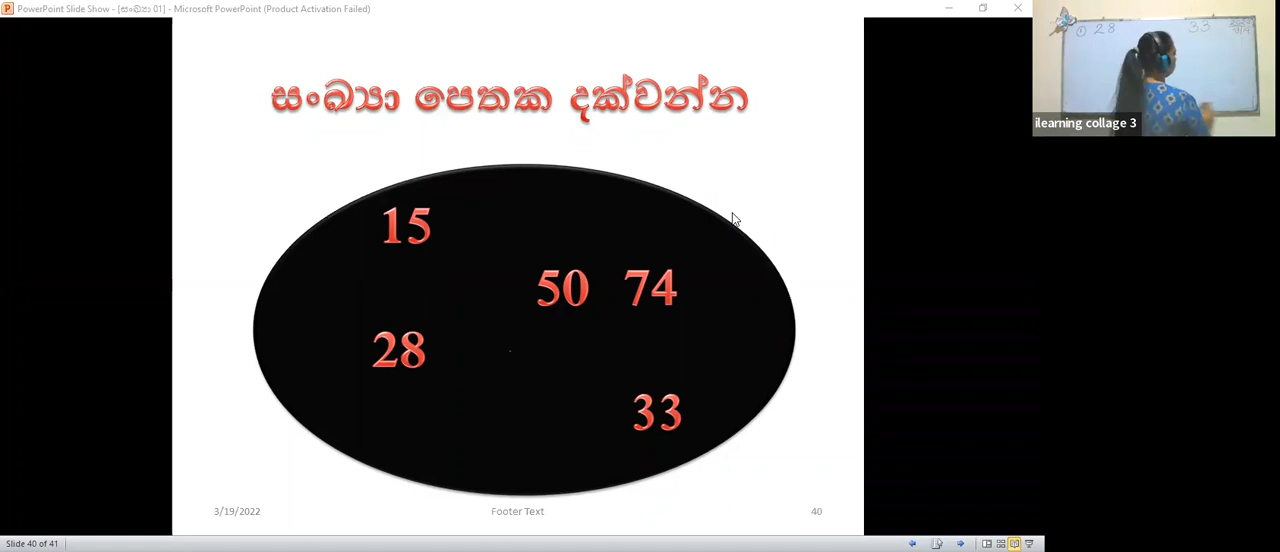 PowerPoint Slide Show - [සංඛ්‍යා 01] - Microsoft PowerPoint (Product Activation Failed)
සංඛ්‍යා පෙතක දක්වන්න
15
50 74
28
33
3/19/2022 Footer Text 40
Slide 40 of 41
① 28 33
ilearning collage 3